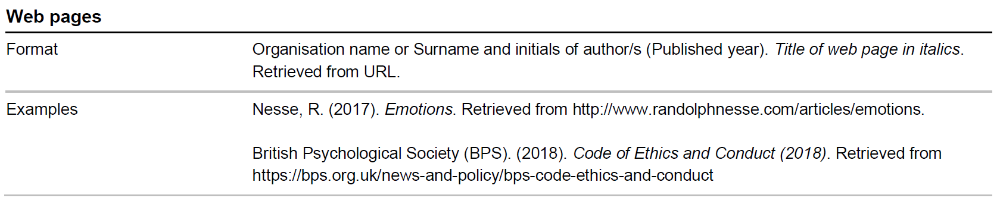 Web pages
Format
Organisation name or Surname and initials of author/s (Published year). Title of web page in italics.
Retrieved from URL.
Examples
Nesse, R. (2017). Emotions. Retrieved from http://www.randolphnesse.com/articles/emotions.
British Psychological Society (BPS). (2018). Code of Ethics and Conduct (2018). Retrieved from
https://bps.org.uk/news-and-policy/bps-code-ethics-and-conduct